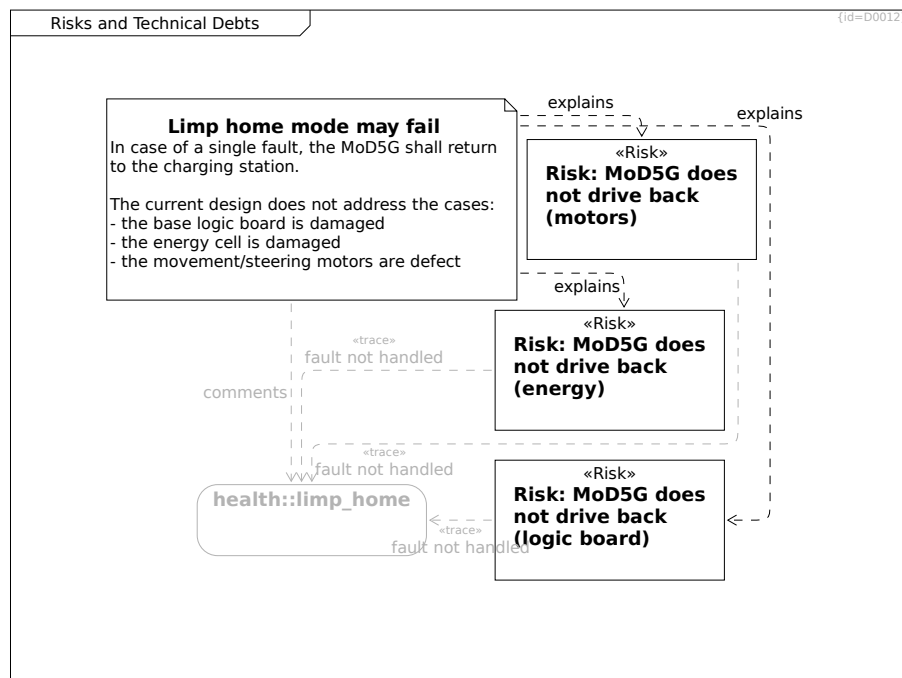 Risks and Technical Debts
{id=D0012
Limp home mode may fail
In case of a single fault, the MoD5G shall return
to the charging station.
The current design does not address the cases:
- the base logic board is damaged
- the energy cell is damaged
- the movement/steering motors are defect
explains
explains
«Risk»
Risk: MoD5G does
not drive back
(motors)
explains
«Risk»
Risk: MoD5G does
not drive back
(energy)
«trace»
fault not handled
comments
«trace»
fault not handled
«Risk»
Risk: MoD5G does
not drive back
(logic board)
health::limp_home
«trace»
fault not handled